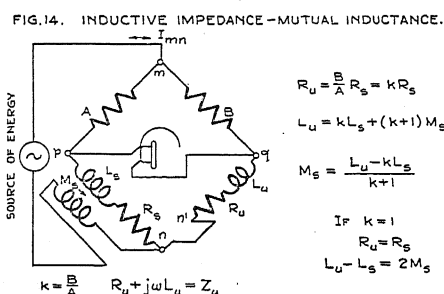 FIG.14. INDUCTIVE IMPEDANCE-MUTUAL INDUCTANCE.
Imn
m
A
B
p
q
SOURCE OF ENERGY
Ms
Ls
Rs
n
n'
Lu
Ru
k = B/A
Ru + jωLu = Zu
Ru = B/A Rs = kRs
Lu = kLs + (k+1) Ms
Ms = Lu-kLs / k+1
IF k = 1
Ru = Rs
Lu - Ls = 2Ms